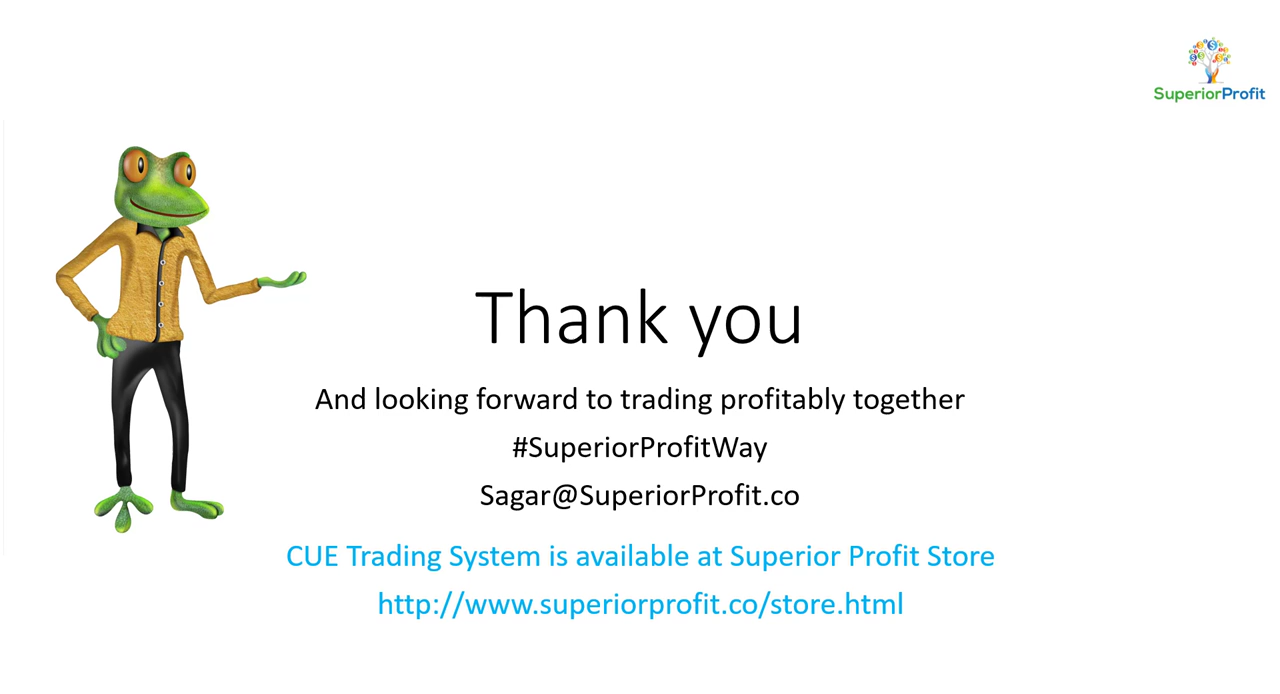 SuperiorProfit
Thank you
And looking forward to trading profitably together
#SuperiorProfitWay
Sagar@SuperiorProfit.co
CUE Trading System is available at Superior Profit Store
http://www.superiorprofit.co/store.html